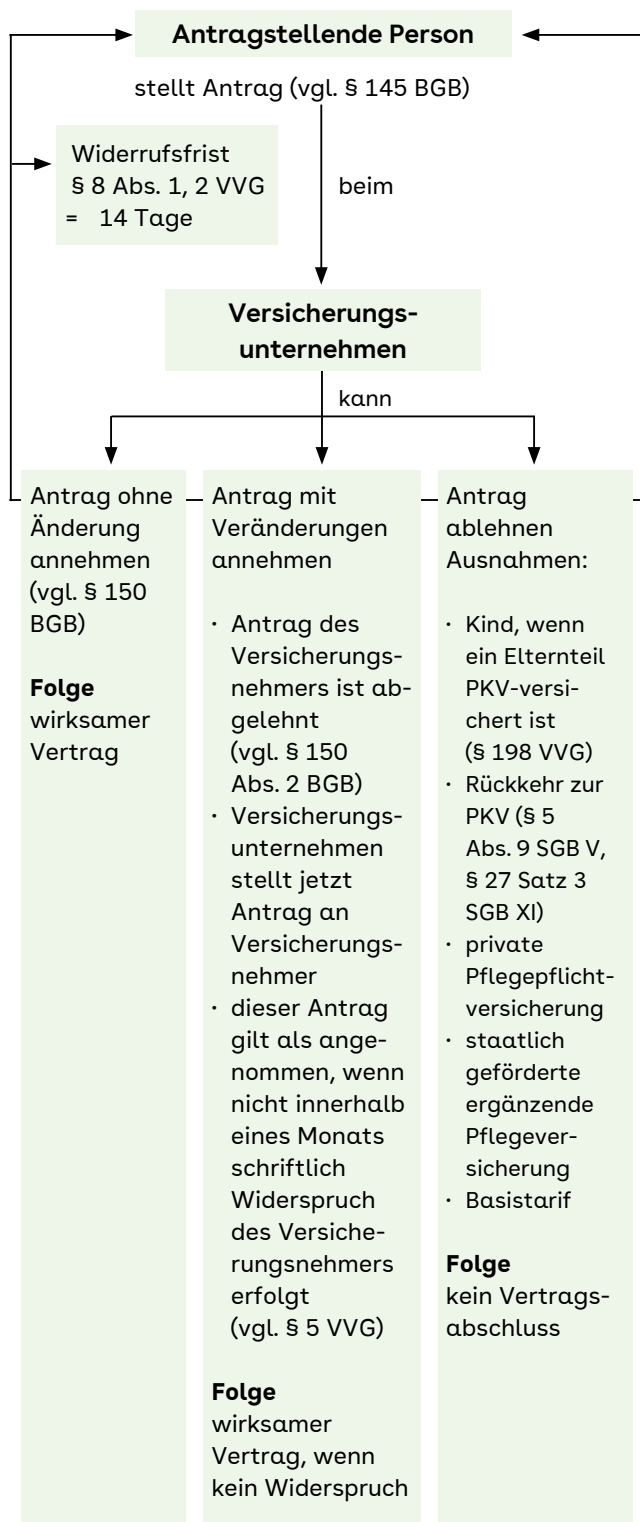 Antragstellende Person
stellt Antrag (vgl. § 145 BGB)
Widerrufsfrist
§ 8 Abs. 1, 2 VVG
= 14 Tage
beim
Versicherungs-
unternehmen
kann
Antrag ohne
Änderung
annehmen
(vgl. § 150
BGB)
Folge
wirksamer
Vertrag
Antrag mit
Veränderungen
annehmen
· Antrag des
Versicherungs-
nehmers ist ab-
gelehnt
(vgl. § 150
Abs. 2 BGB)
· Versicherungs-
unternehmen
stellt jetzt
Antrag an
Versicherungs-
nehmer
· dieser Antrag
gilt als ange-
nommen, wenn
nicht innerhalb
eines Monats
schriftlich
Widerspruch
des Versiche-
rungsnehmers
erfolgt
(vgl. § 5 VVG)
Folge
wirksamer
Vertrag, wenn
kein Widerspruch
Antrag
ablehnen
Ausnahmen:
· Kind, wenn
ein Elternteil
PKV-versi-
chert ist
(§ 198 VVG)
· Rückkehr zur
PKV (§ 5
Abs. 9 SGB V,
§ 27 Satz 3
SGB XI)
· private
Pflegepflicht-
versicherung
· staatlich
geförderte
ergänzende
Pflegever-
sicherung
· Basistarif
Folge
kein Vertrags-
abschluss